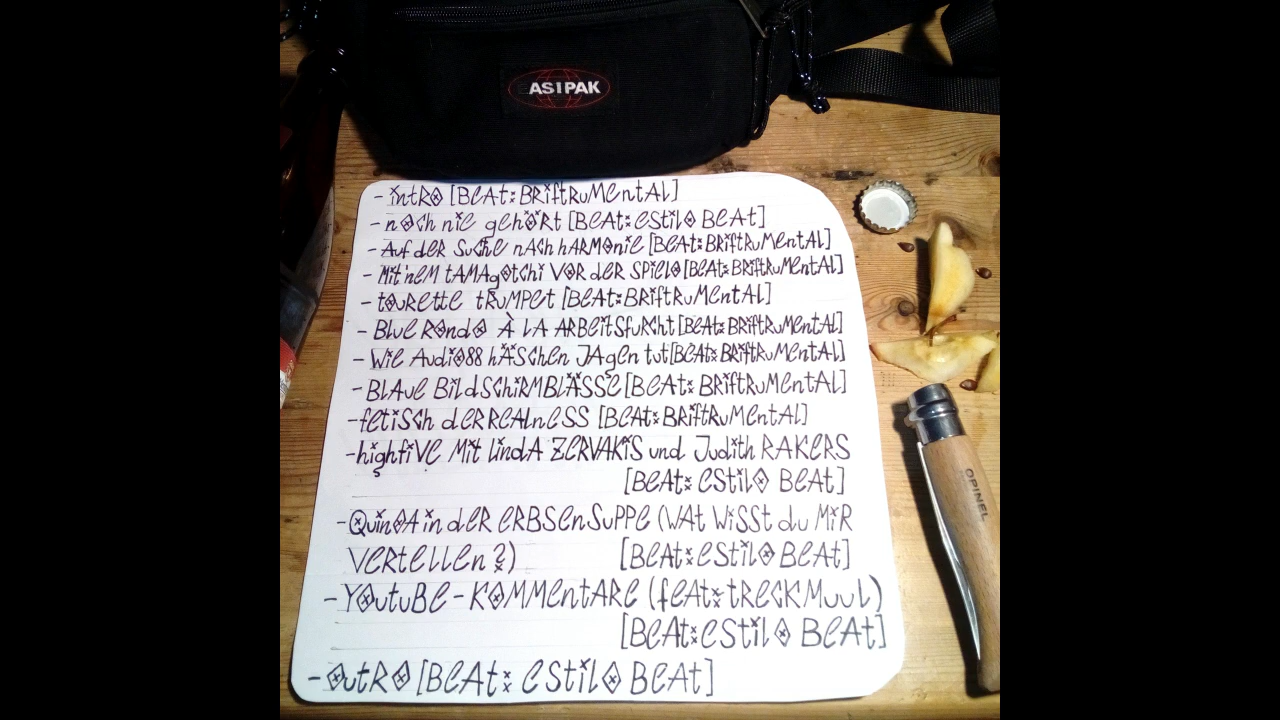 ASIPAK
- intRO [BeAt: BRiftRuMentAl]
- noch nie gehört [BeAt: eStilO BeAt]
- Auf deR SuChe nACh hARMOnie [BeAt: BRiftRuMentAl]
- Mit'neM tAMAgOtChi VOR deR SPielO [BeAt: BRiftRuMentAl]
- tOuRette tRuMPet [BeAt: BRiftRuMentAl]
- Blue ROndO À lA ARBeitSfuRCht [BeAt: BRiftRuMentAl]
- Wie AudiO88 hÄSChen JAgen tut [BeAt: BRiftRuMentAl]
- BlAue BildSChiRMBlÄSSe [BeAt: BRiftRuMentAl]
- fetiSCh deR ReAlneSS [BeAt: BRiftRuMentAl]
- highfiVe Mit lindA ZeRVAKiS und Judith RAKeRS
[BeAt: eStilO BeAt]
- QuinOA in deR eRBSenSuPPe (WAt WiSSt du MiR
VeRtellen?) [BeAt: eStilO BeAt]
- YOutuBe - KOMMentARe (feAt: tReCKMuul)
[BeAt: eStilO BeAt]
- OutRO [BeAt: eStilO BeAt]
OPINEL